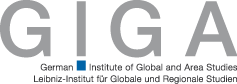 GIGA
German Institute of Global and Area Studies
Leibniz-Institut für Globale und Regionale Studien